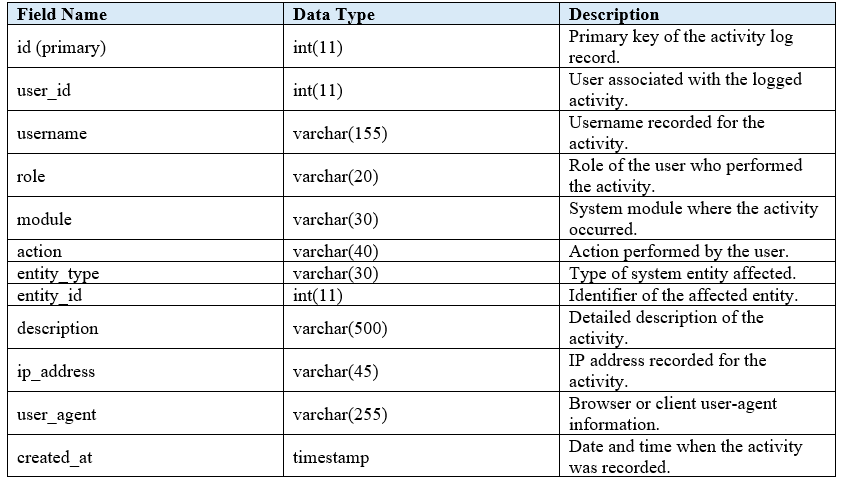 Field Name Data Type Description
id (primary) int(11) Primary key of the activity log
record.
user_id int(11) User associated with the logged
activity.
username varchar(155) Username recorded for the
activity.
role varchar(20) Role of the user who performed
the activity.
module varchar(30) System module where the activity
occurred.
action varchar(40) Action performed by the user.
entity_type varchar(30) Type of system entity affected.
entity_id int(11) Identifier of the affected entity.
description varchar(500) Detailed description of the
activity.
ip_address varchar(45) IP address recorded for the
activity.
user_agent varchar(255) Browser or client user-agent
information.
created_at timestamp Date and time when the activity
was recorded.